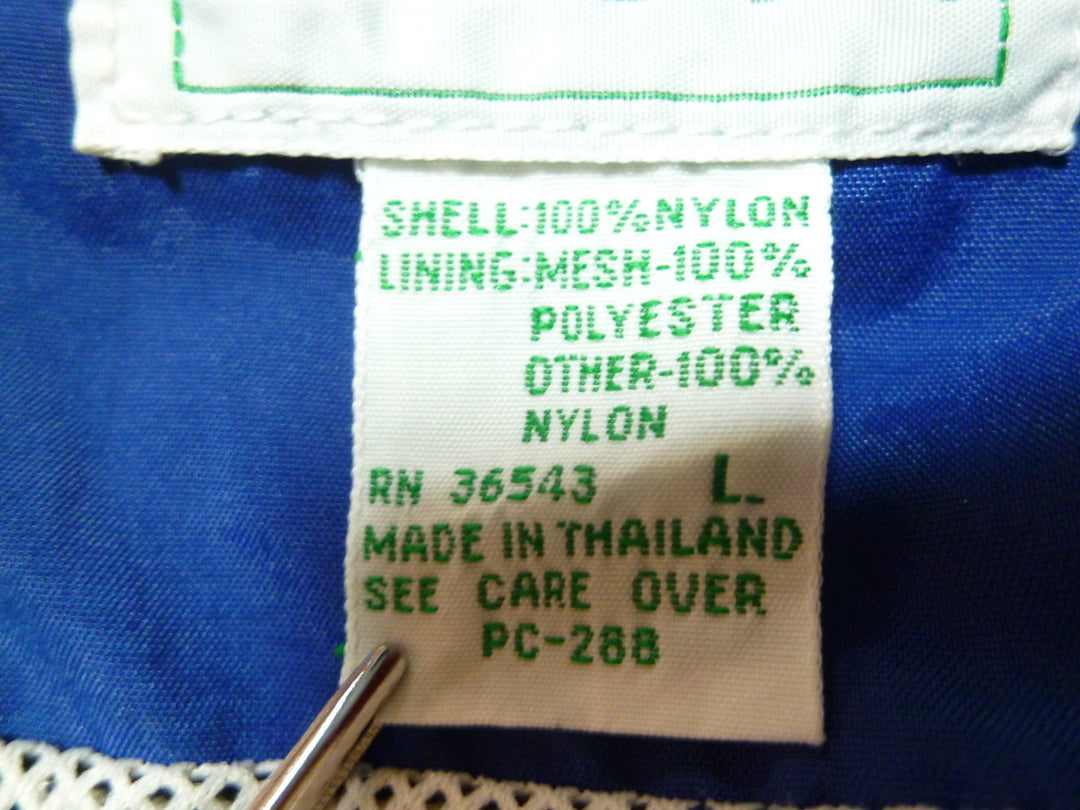 SHELL:100%NYLON
LINING:MESH-100%
POLYESTER
OTHER-100%
NYLON
RN 36543 L
MADE IN THAILAND
SEE CARE OVER
PC-288